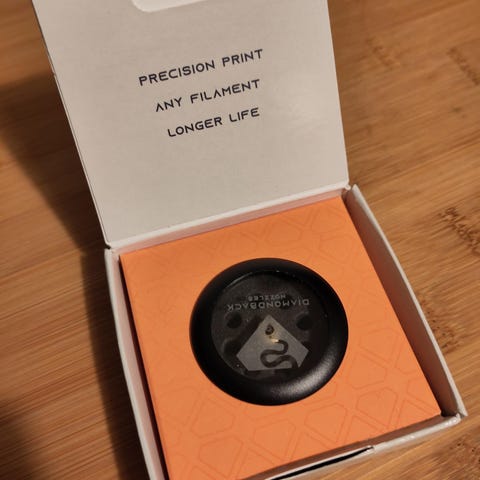 PRECISION PRINT
ANY FILAMENT
LONGER LIFE
DIAMONDBACK
NOZZLES